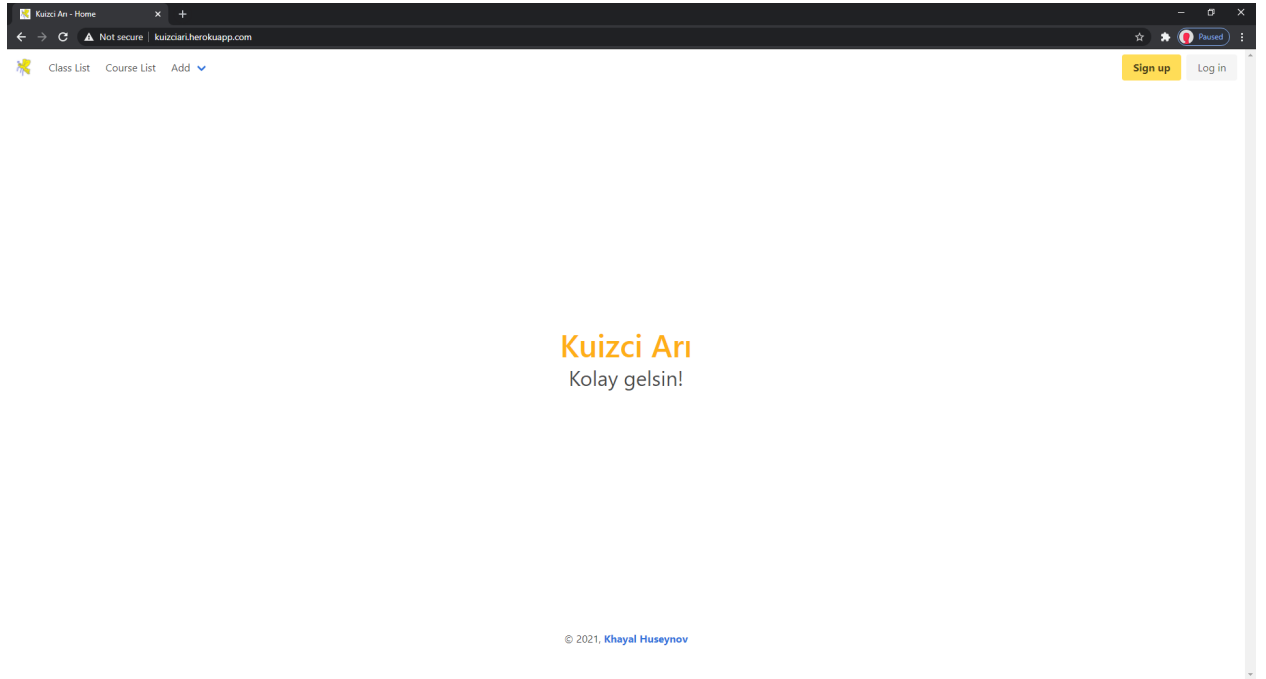 Kuizci Arı - Home
Not secure | kuizciari.herokuapp.com
Paused
Class List Course List Add
Sign up Log in
Kuizci Arı
Kolay gelsin!
© 2021, Khayal Huseynov